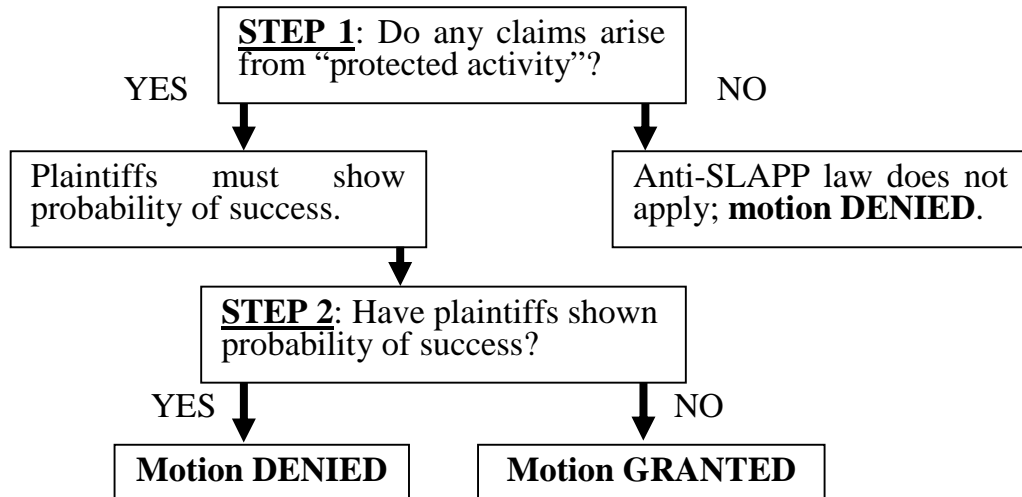 STEP 1: Do any claims arise
from “protected activity”?
YES
NO
Plaintiffs must show
probability of success.
Anti-SLAPP law does not
apply; motion DENIED.
STEP 2: Have plaintiffs shown
probability of success?
YES
NO
Motion DENIED
Motion GRANTED